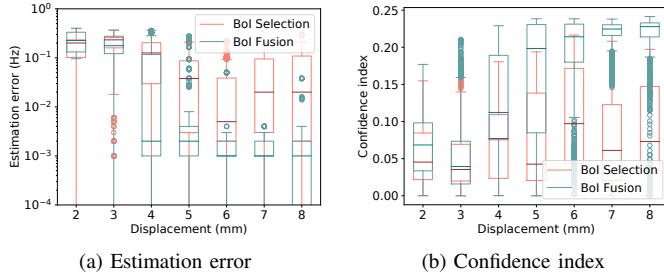 10⁰
10⁻¹
10⁻²
10⁻³
10⁻⁴
Estimation error (Hz)
BoI Selection
BoI Fusion
2 3 4 5 6 7 8
Displacement (mm)
(a) Estimation error
0.25
0.20
0.15
0.10
0.05
0.00
Confidence index
BoI Selection
BoI Fusion
2 3 4 5 6 7 8
Displacement (mm)
(b) Confidence index